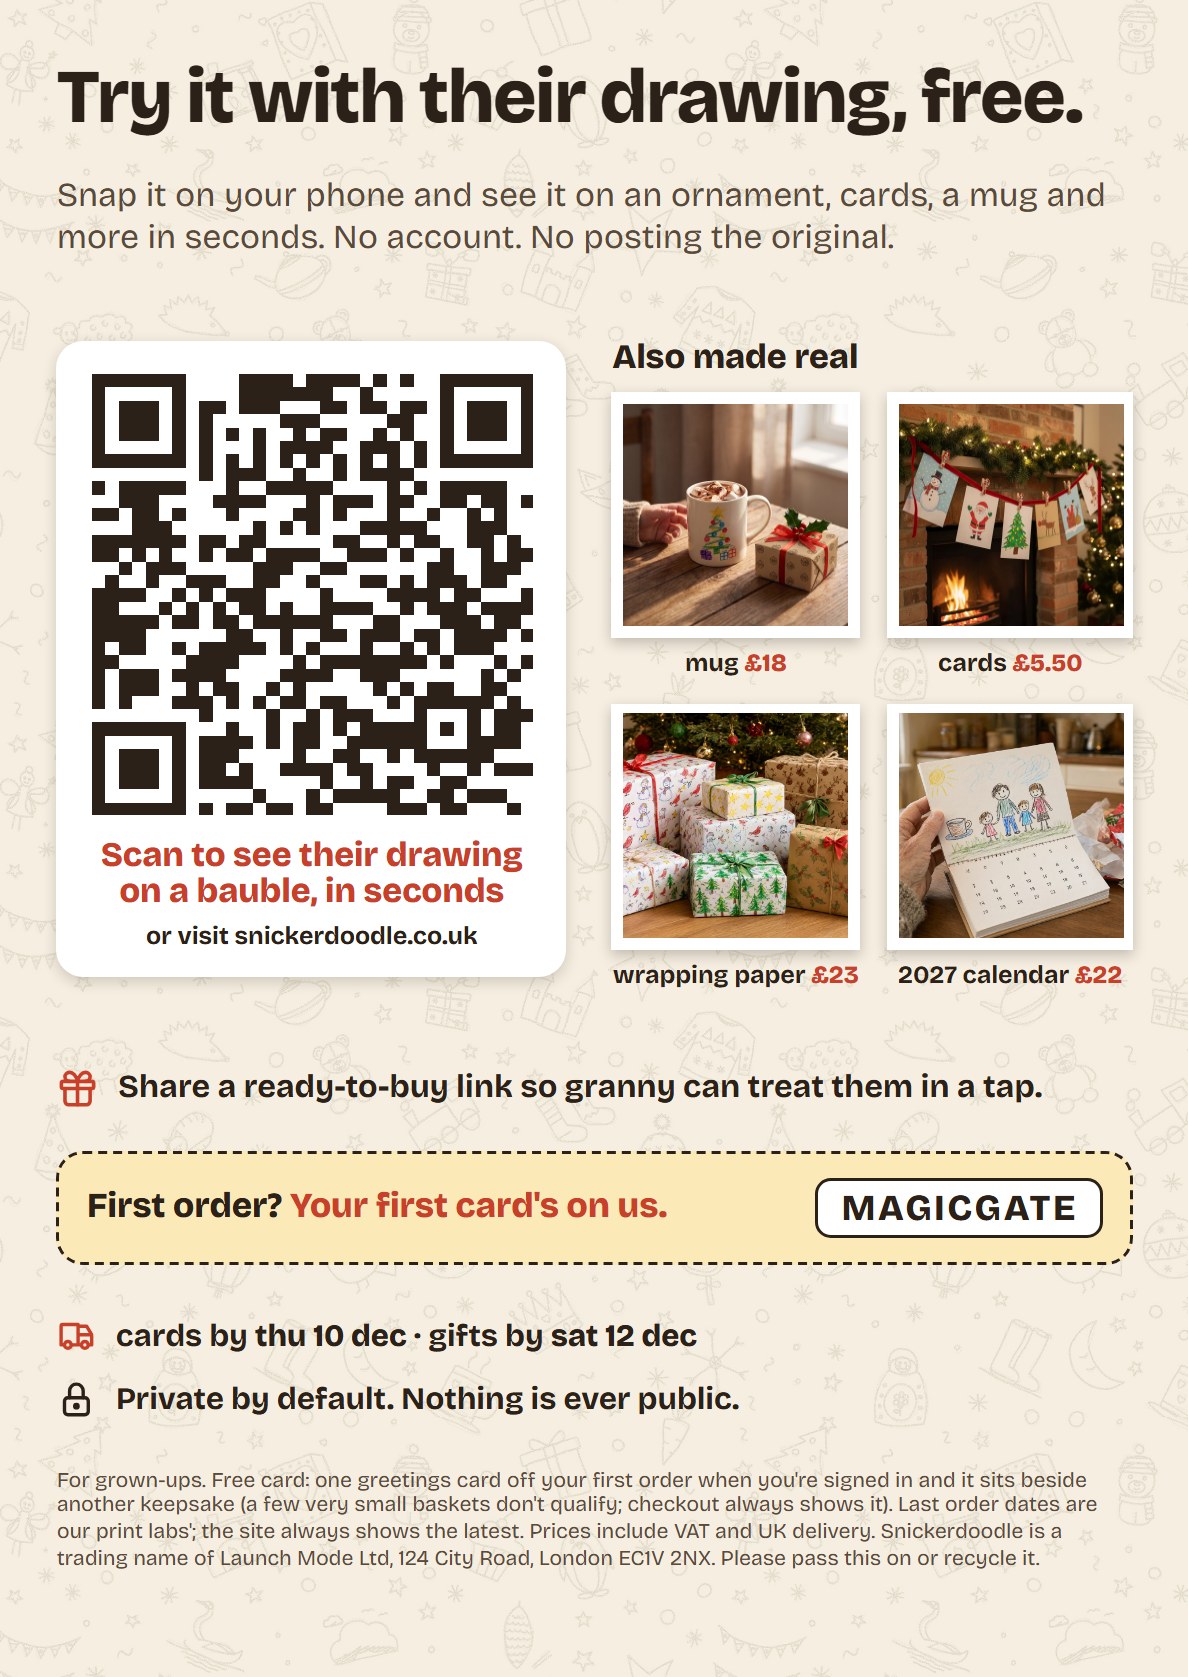 Try it with their drawing, free.
Snap it on your phone and see it on an ornament, cards, a mug and
more in seconds. No account. No posting the original.
Scan to see their drawing
on a bauble, in seconds
or visit snickerdoodle.co.uk
Also made real
mug £18
cards £5.50
wrapping paper £23
2027 calendar £22
Share a ready-to-buy link so granny can treat them in a tap.
First order? Your first card's on us.
MAGICGATE
cards by thu 10 dec · gifts by sat 12 dec
Private by default. Nothing is ever public.
For grown-ups. Free card: one greetings card off your first order when you're signed in and it sits beside
another keepsake (a few very small baskets don't qualify; checkout always shows it). Last order dates are
our print labs'; the site always shows the latest. Prices include VAT and UK delivery. Snickerdoodle is a
trading name of Launch Mode Ltd, 124 City Road, London EC1V 2NX. Please pass this on or recycle it.